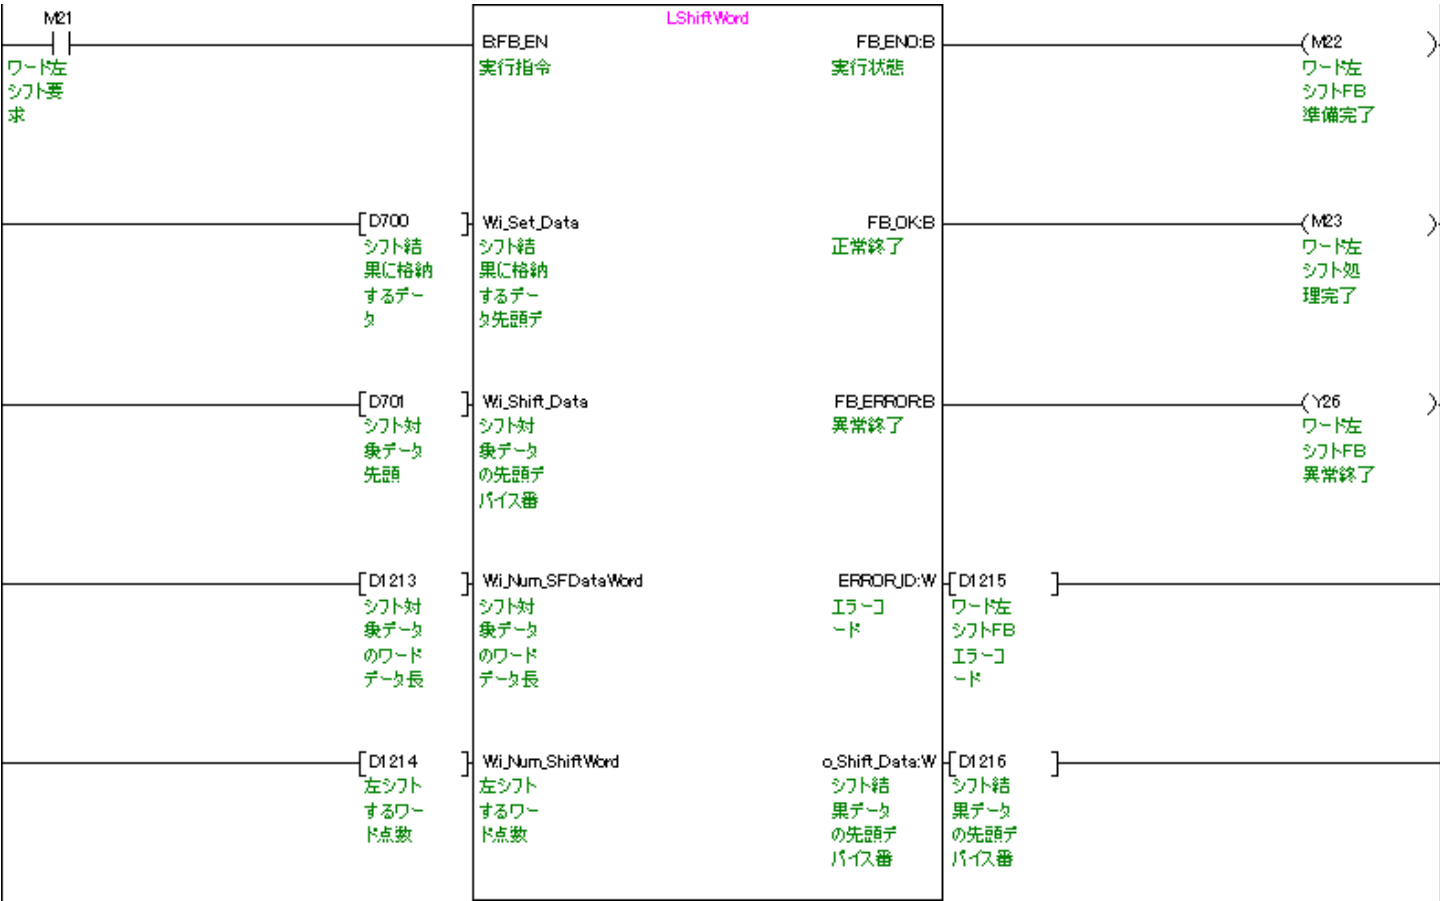 M21
ワード左
シフト要
求
LShiftWord
B:FB_EN
実行指令
FB_ENO:B
実行状態
M22
ワード左
シフトFB
準備完了
D700
シフト結
果に格納
するデー
タ
W:i_Set_Data
シフト結
果に格納
するデー
タ先頭デ
FB_OK:B
正常終了
M23
ワード左
シフト処
理完了
D701
シフト対
象データ
先頭
W:i_Shift_Data
シフト対
象データ
の先頭デ
バイス番
FB_ERROR:B
異常終了
Y26
ワード左
シフトFB
異常終了
D1213
シフト対
象データ
のワード
データ長
W:i_Num_SFDataWord
シフト対
象データ
のワード
データ長
ERROR_ID:W
エラーコ
ード
D1215
ワード左
シフトFB
エラーコ
ード
D1214
左シフト
するワー
ド点数
W:i_Num_ShiftWord
左シフト
するワー
ド点数
o_Shift_Data:W
シフト結
果データ
の先頭デ
バイス番
D1216
シフト結
果データ
の先頭デ
バイス番